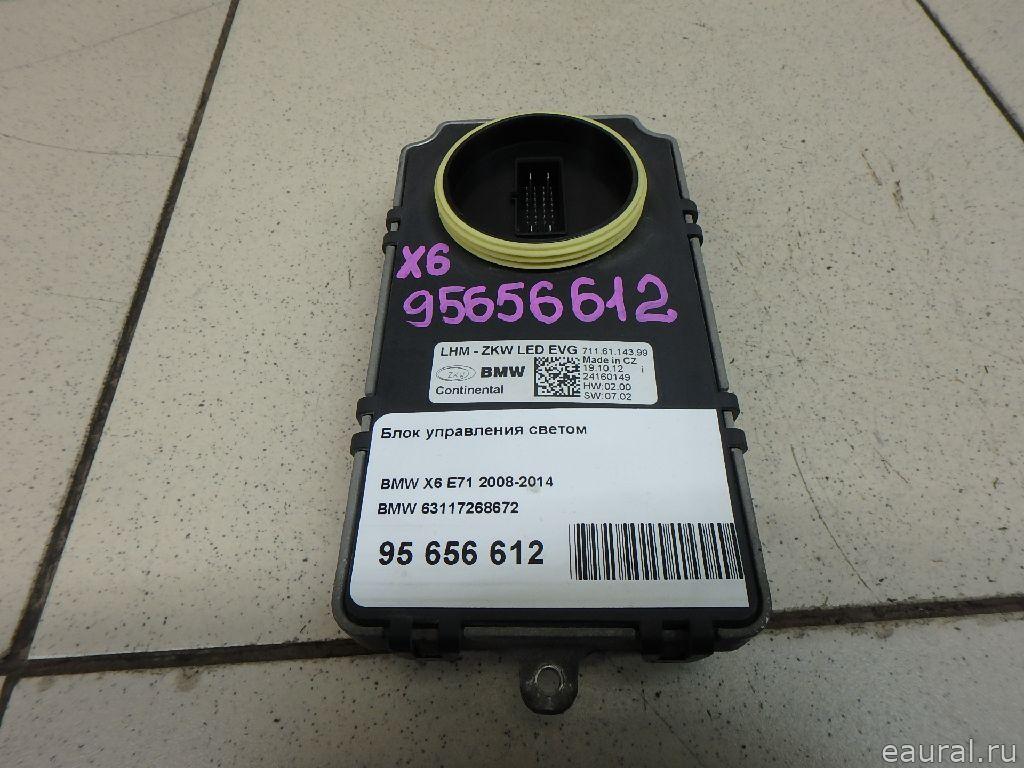 X6
95656612
LHM - ZKW LED EVG 711.61.143.99
Made in CZ
ZKW BMW 19.10.12 i
24160149
Continental HW:02.00
SW:07.02
Блок управления светом
BMW X6 E71 2008-2014
BMW 63117268672
95 656 612
eaural.ru